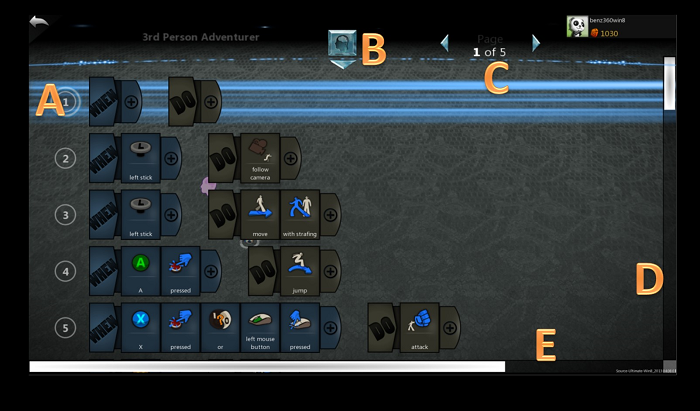 3rd Person Adventurer
Page
1 of 5
benz360win8
1030
A
B
C
D
E
1
WHEN
DO
2
WHEN
left stick
DO
follow
camera
3
WHEN
left stick
DO
move
with strafing
4
WHEN
A
A
pressed
DO
jump
5
WHEN
X
X
pressed
or
left mouse
button
pressed
DO
attack